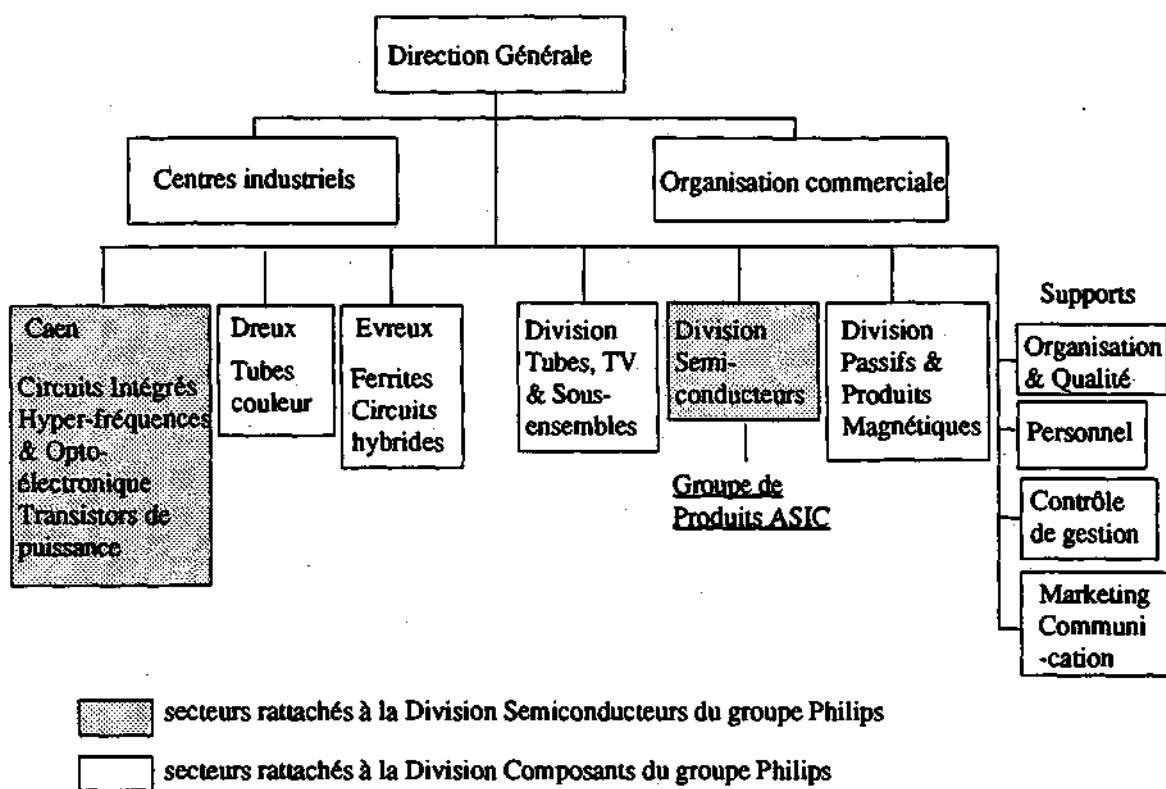 Direction Générale
Centres industriels
Organisation commerciale
Caen
Circuits Intégrés
Hyper-fréquences
& Opto-
électronique
Transistors de
puissance
Dreux
Tubes
couleur
Evreux
Ferrites
Circuits
hybrides
Division
Tubes, TV
& Sous-
ensembles
Division
Semi-
conducteurs
Groupe de
Produits ASIC
Division
Passifs &
Produits
Magnétiques
Supports
Organisation
& Qualité
Personnel
Contrôle
de gestion
Marketing
Communi
-cation
secteurs rattachés à la Division Semiconducteurs du groupe Philips
secteurs rattachés à la Division Composants du groupe Philips